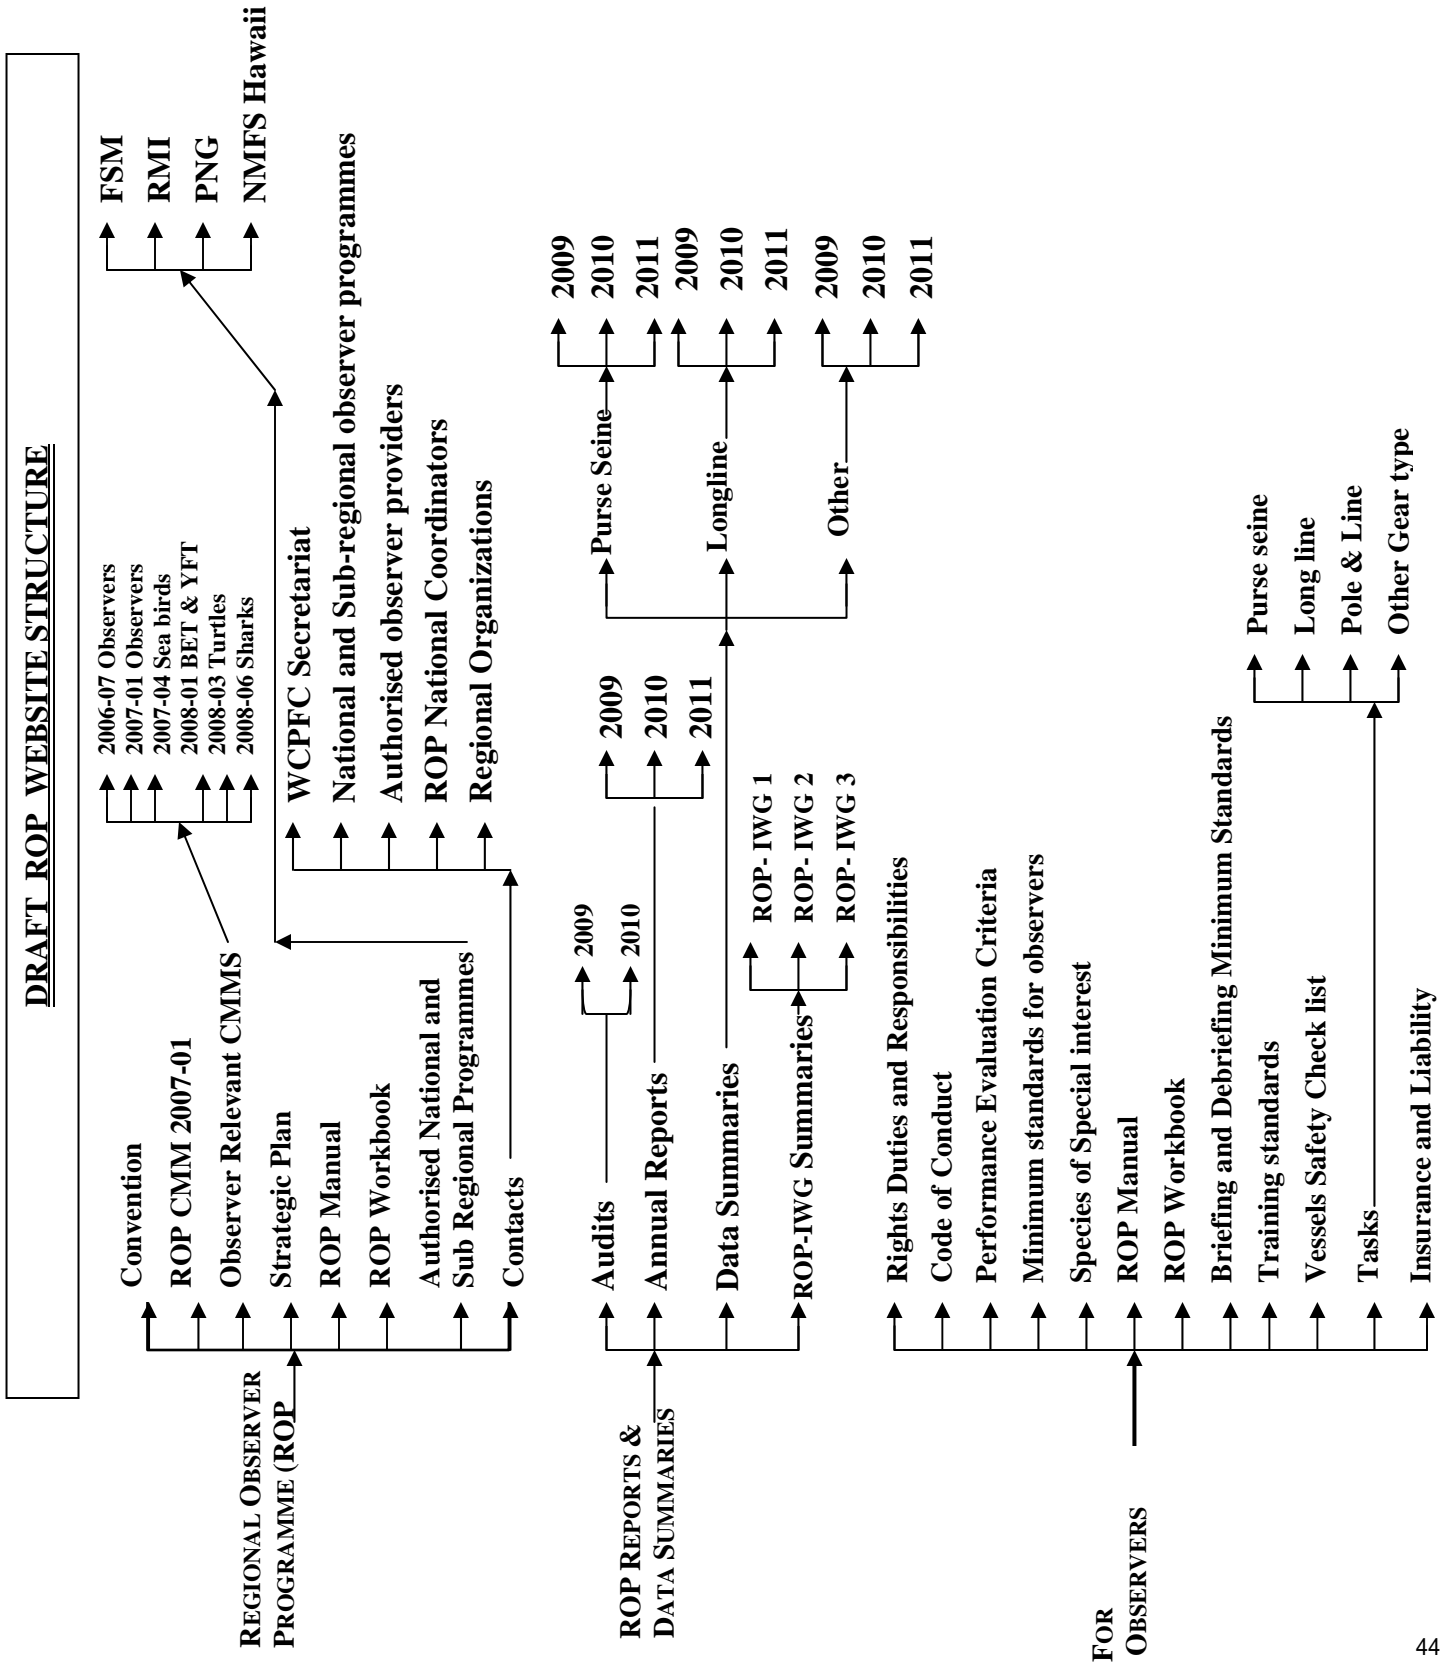 DRAFT ROP WEBSITE STRUCTURE
REGIONAL OBSERVER
PROGRAMME (ROP
Convention
ROP CMM 2007-01
Observer Relevant CMMS
2006-07 Observers
2007-01 Observers
2007-04 Sea birds
2008-01 BET & YFT
2008-03 Turtles
2008-06 Sharks
Strategic Plan
ROP Manual
ROP Workbook
Authorised National and
Sub Regional Programmes
FSM
RMI
PNG
NMFS Hawaii
Contacts
WCPFC Secretariat
National and Sub-regional observer programmes
Authorised observer providers
ROP National Coordinators
Regional Organizations
ROP REPORTS &
DATA SUMMARIES
Audits
2009
2010
Annual Reports
2009
2010
2011
Data Summaries
Purse Seine
2009
2010
2011
Longline
2009
2010
2011
Other
2009
2010
2011
ROP-IWG Summaries
ROP- IWG 1
ROP- IWG 2
ROP- IWG 3
FOR
OBSERVERS
Rights Duties and Responsibilities
Code of Conduct
Performance Evaluation Criteria
Minimum standards for observers
Species of Special interest
ROP Manual
ROP Workbook
Briefing and Debriefing Minimum Standards
Training standards
Vessels Safety Check list
Tasks
Purse seine
Long line
Pole & Line
Other Gear type
Insurance and Liability
44